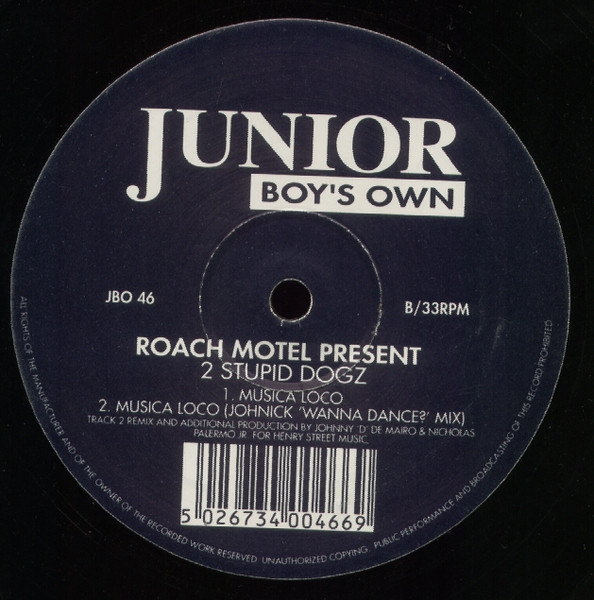 JUNIOR
BOY'S OWN
JBO 46
B/33RPM
ROACH MOTEL PRESENT
2 STUPID DOGZ
1. MUSICA LOCO
2. MUSICA LOCO (JOHNICK 'WANNA DANCE?' MIX)
TRACK 2 REMIX AND ADDITIONAL PRODUCTION BY JOHNNY 'D' DE MAIRO & NICHOLAS
PALERMO JR. FOR HENRY STREET MUSIC.
5 026734 004669
ALL RIGHTS OF THE MANUFACTURER AND OF THE OWNER OF THE RECORDED WORK RESERVED. UNAUTHORIZED COPYING, PUBLIC PERFORMANCE AND BROADCASTING OF THIS RECORD PROHIBITED